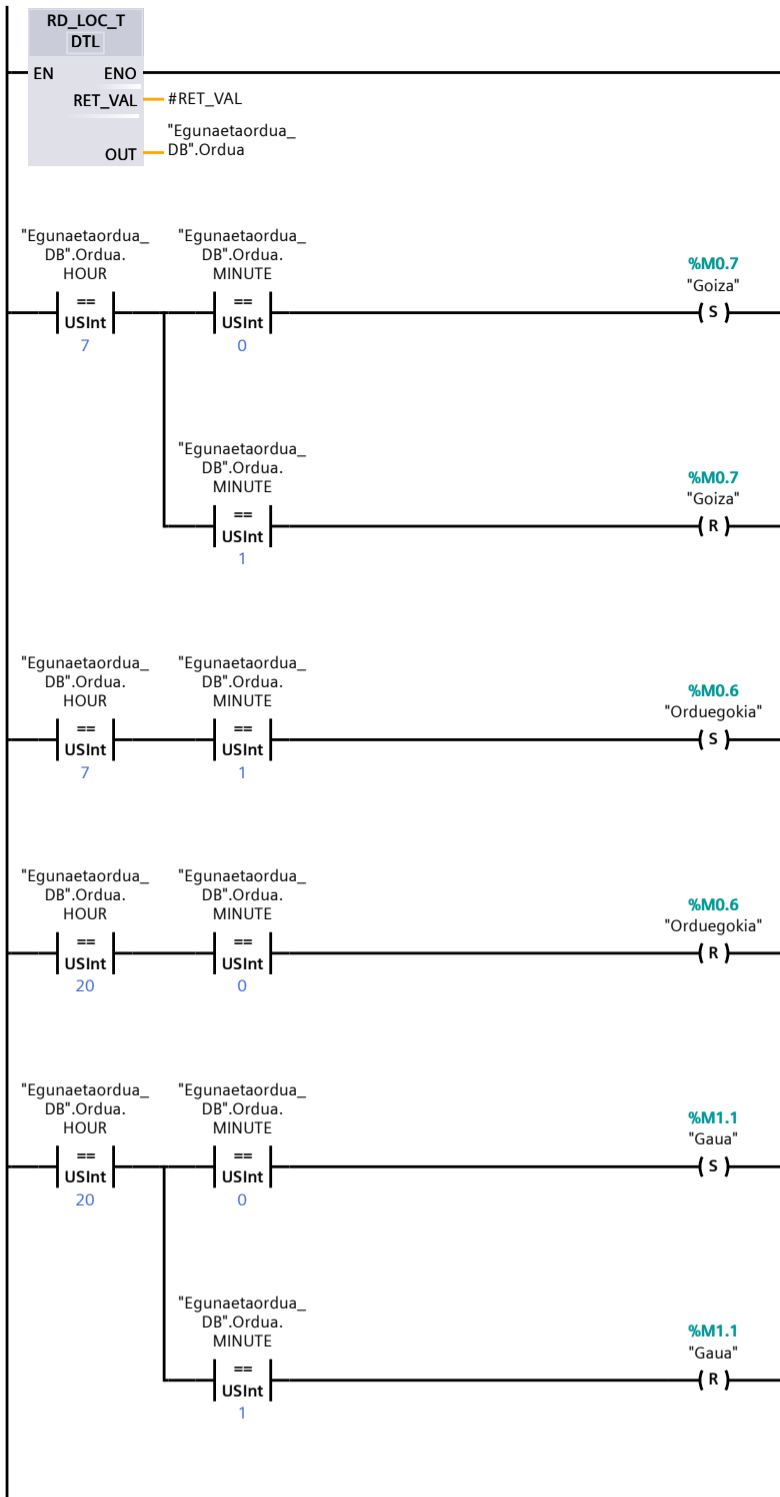 RD_LOC_T
DTL
EN ENO
RET_VAL #RET_VAL
"Egunaetaordua_
OUT DB".Ordua
"Egunaetaordua_ "Egunaetaordua_
DB".Ordua. DB".Ordua.
HOUR MINUTE
%M0.7
"Goiza"
== ==
USInt USInt
( S )
7 0
"Egunaetaordua_
DB".Ordua.
MINUTE
%M0.7
"Goiza"
==
USInt
( R )
1
"Egunaetaordua_ "Egunaetaordua_
DB".Ordua. DB".Ordua.
HOUR MINUTE
%M0.6
"Orduegokia"
== ==
USInt USInt
( S )
7 1
"Egunaetaordua_ "Egunaetaordua_
DB".Ordua. DB".Ordua.
HOUR MINUTE
%M0.6
"Orduegokia"
== ==
USInt USInt
( R )
20 0
"Egunaetaordua_ "Egunaetaordua_
DB".Ordua. DB".Ordua.
HOUR MINUTE
%M1.1
"Gaua"
== ==
USInt USInt
( S )
20 0
"Egunaetaordua_
DB".Ordua.
MINUTE
%M1.1
"Gaua"
==
USInt
( R )
1